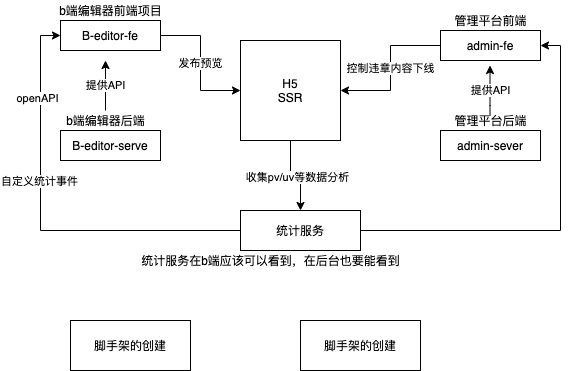 b端编辑器前端项目
B-editor-fe
发布预览
H5
SSR
管理平台前端
admin-fe
控制违章内容下线
提供API
提供API
openAPI
b端编辑器后端
B-editor-serve
管理平台后端
admin-sever
自定义统计事件
收集pv/uv等数据分析
统计服务
统计服务在b端应该可以看到，在后台也要能看到
脚手架的创建
脚手架的创建